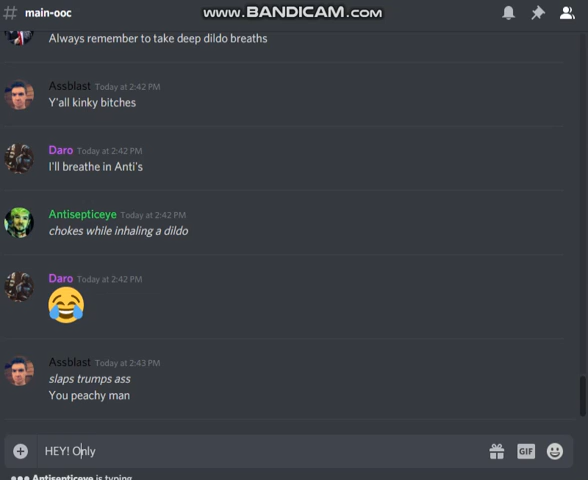 # main-ooc
www.BANDICAM.com
Always remember to take deep dildo breaths
Assblast Today at 2:42 PM
Y'all kinky bitches
Daro Today at 2:42 PM
I'll breathe in Anti's
Antisepticeye Today at 2:42 PM
chokes while inhaling a dildo
Daro Today at 2:42 PM
Assblast Today at 2:43 PM
slaps trumps ass
You peachy man
HEY! Only
GIF
Antisepticeye is typing